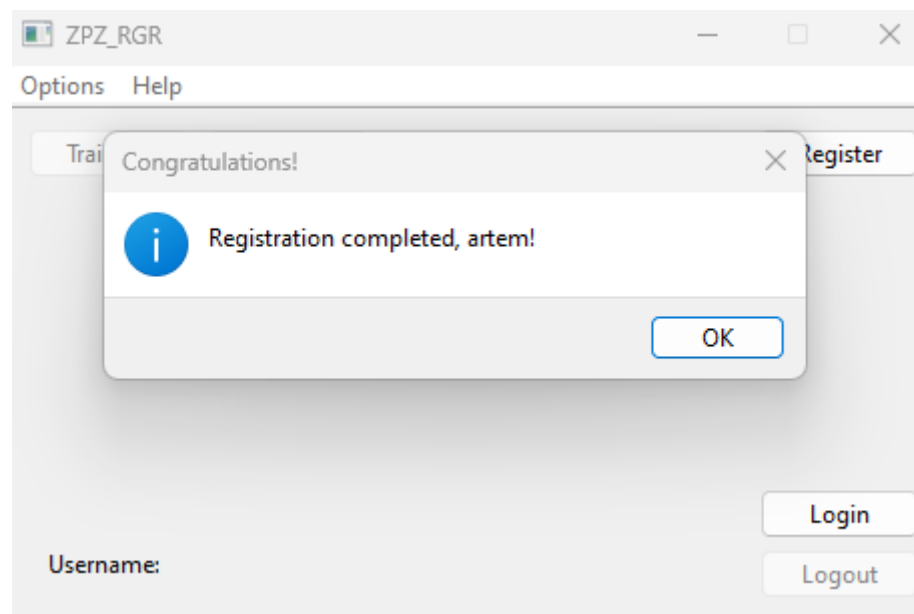 ZPZ_RGR
Options Help
Congratulations!
Register
Registration completed, artem!
OK
Login
Username:
Logout